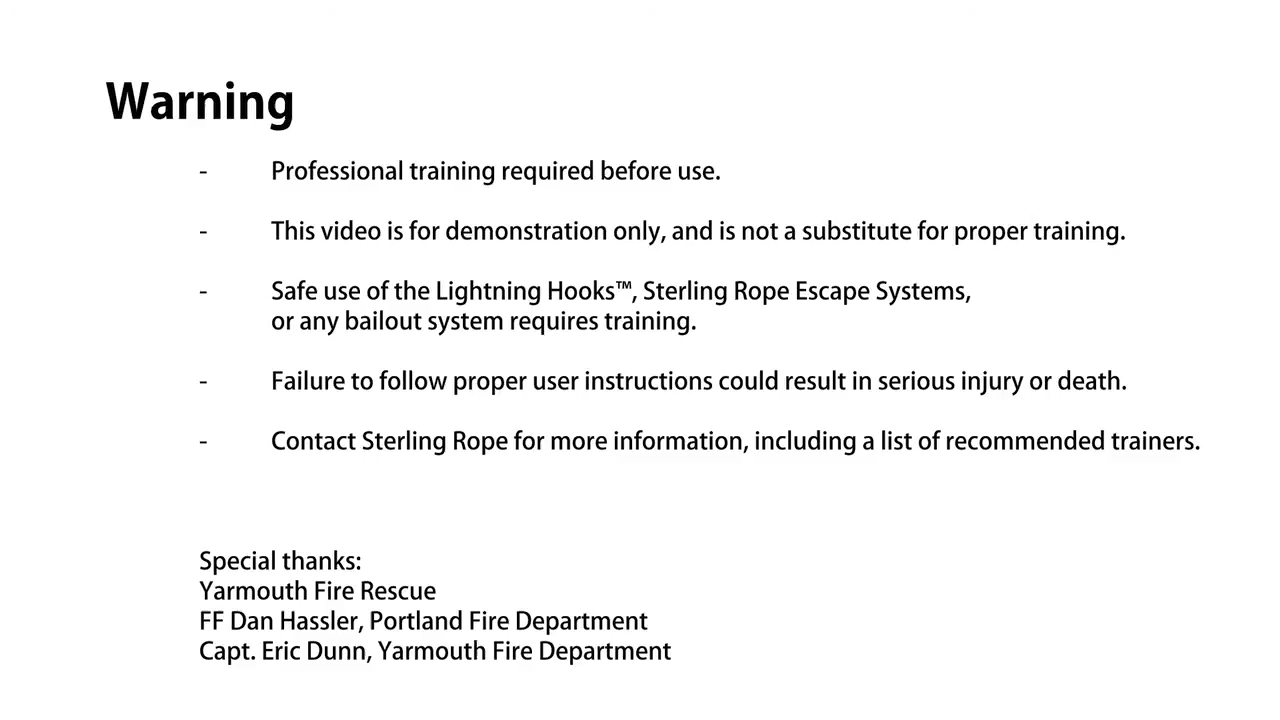 Warning
- Professional training required before use.
- This video is for demonstration only, and is not a substitute for proper training.
- Safe use of the Lightning Hooks™, Sterling Rope Escape Systems,
or any bailout system requires training.
- Failure to follow proper user instructions could result in serious injury or death.
- Contact Sterling Rope for more information, including a list of recommended trainers.
Special thanks:
Yarmouth Fire Rescue
FF Dan Hassler, Portland Fire Department
Capt. Eric Dunn, Yarmouth Fire Department